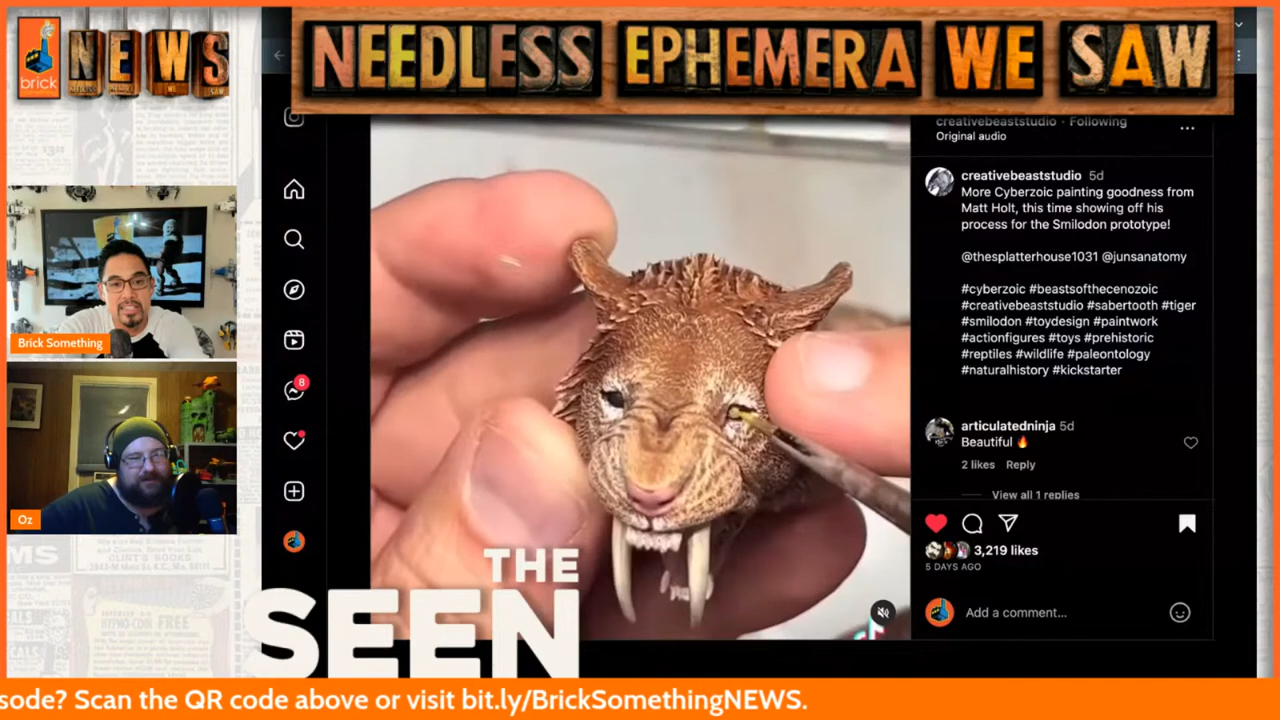 brick
NEWS
NEEDLESS EPHEMERA WE SAW
creativebeaststudio · Following
Original audio
creativebeaststudio 5d
More Cyberzoic painting goodness from
Matt Holt, this time showing off his
process for the Smilodon prototype!
@thesplatterhouse1031 @junsanatomy
#cyberzoic #beastsofthecenozoic
#creativebeaststudio #sabertooth #tiger
#smilodon #toydesign #paintwork
#actionfigures #toys #prehistoric
#reptiles #wildlife #paleontology
#naturalhistory #kickstarter
articulatedninja 5d
Beautiful 🔥
2 likes Reply
View all 1 replies
3,219 likes
5 DAYS AGO
Add a comment...
8
Brick Something
Oz
THE
SEEN
sode? Scan the QR code above or visit bit.ly/BrickSomethingNEWS.